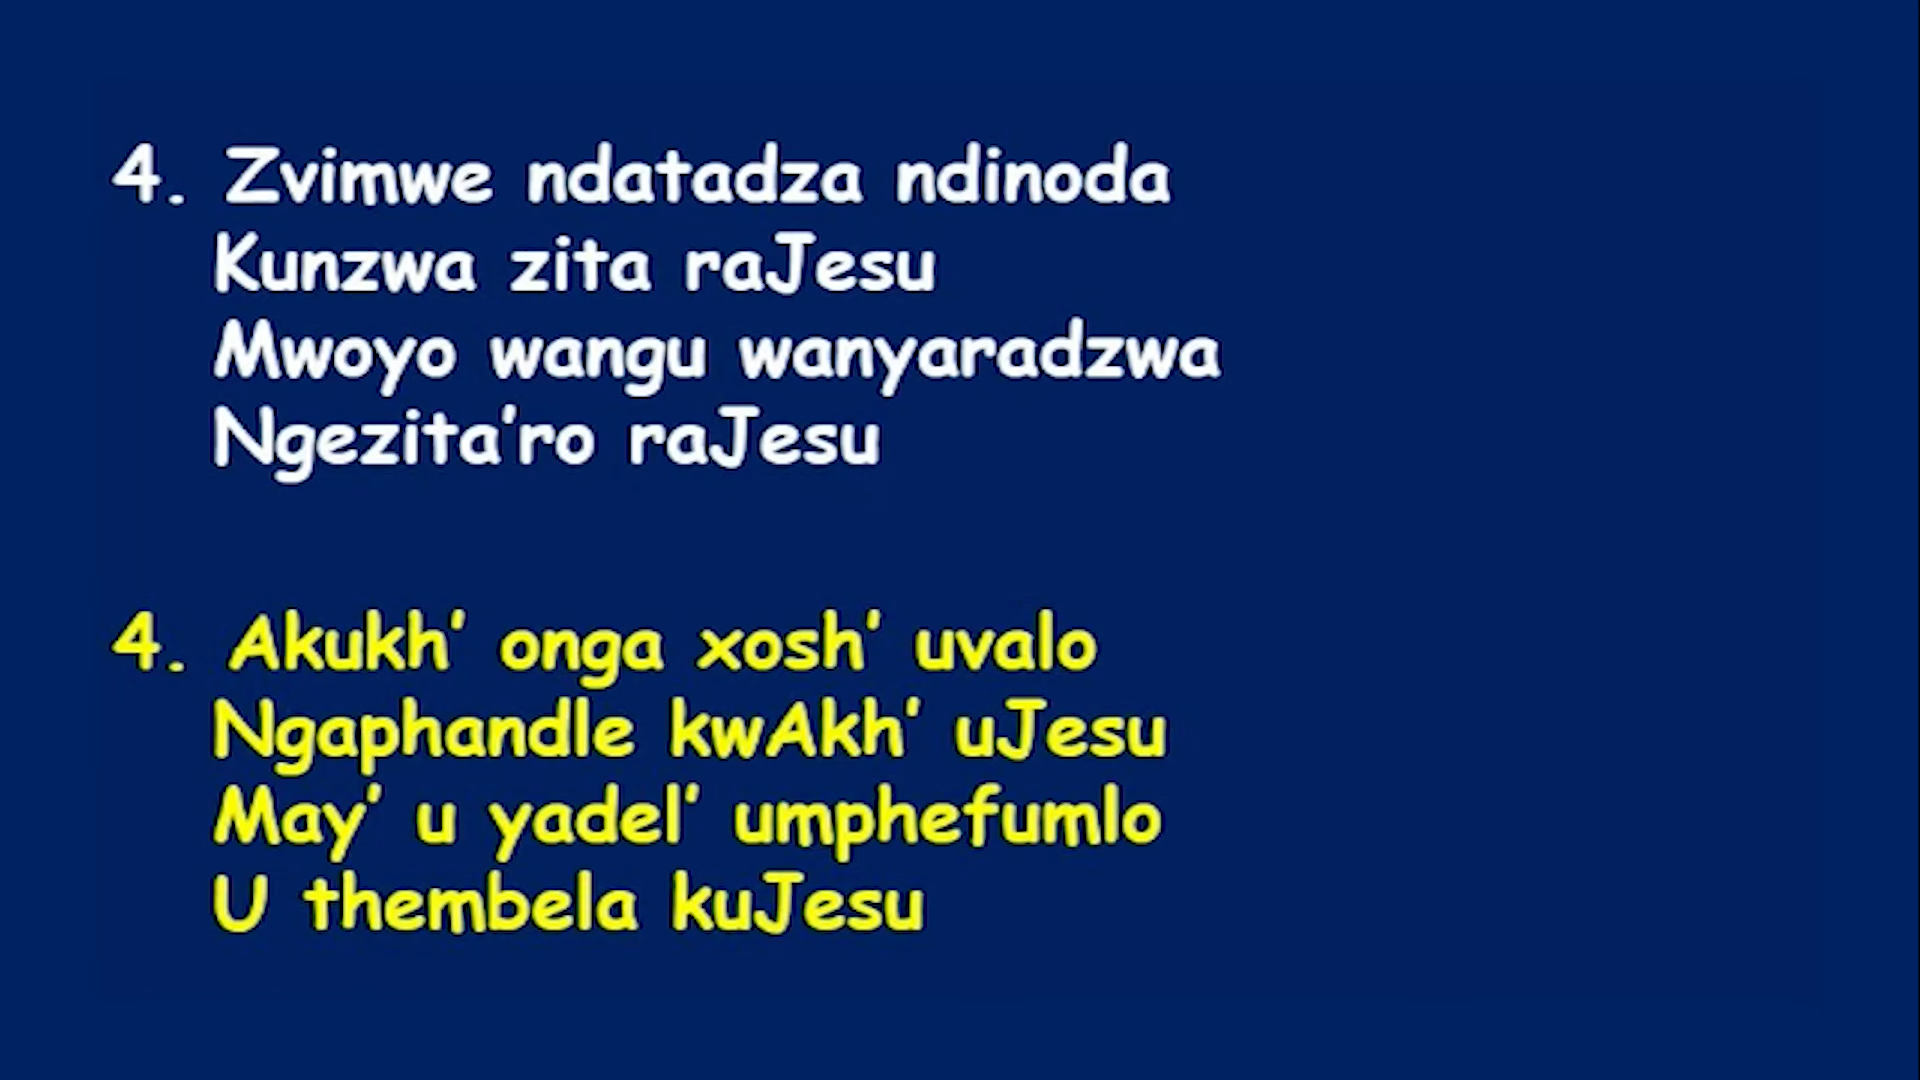 4. Zvimwe ndatadza ndinoda
Kunzwa zita raJesu
Mwoyo wangu wanyaradzwa
Ngezita'ro raJesu
4. Akukh' onga xosh' uvalo
Ngaphandle kwAkh' uJesu
May' u yadel' umphefumlo
U thembela kuJesu